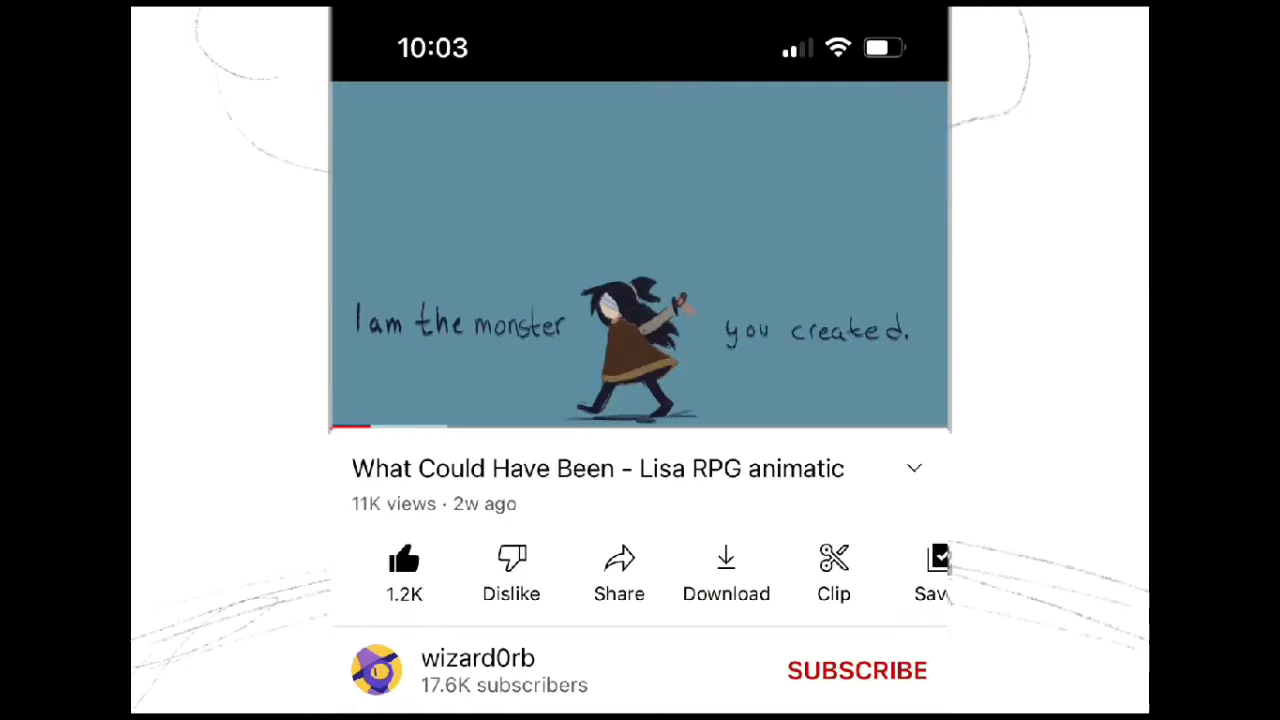 10:03
I am the monster you created.
What Could Have Been - Lisa RPG animatic
11K views · 2w ago
1.2K Dislike Share Download Clip Sav
wizard0rb
17.6K subscribers
SUBSCRIBE